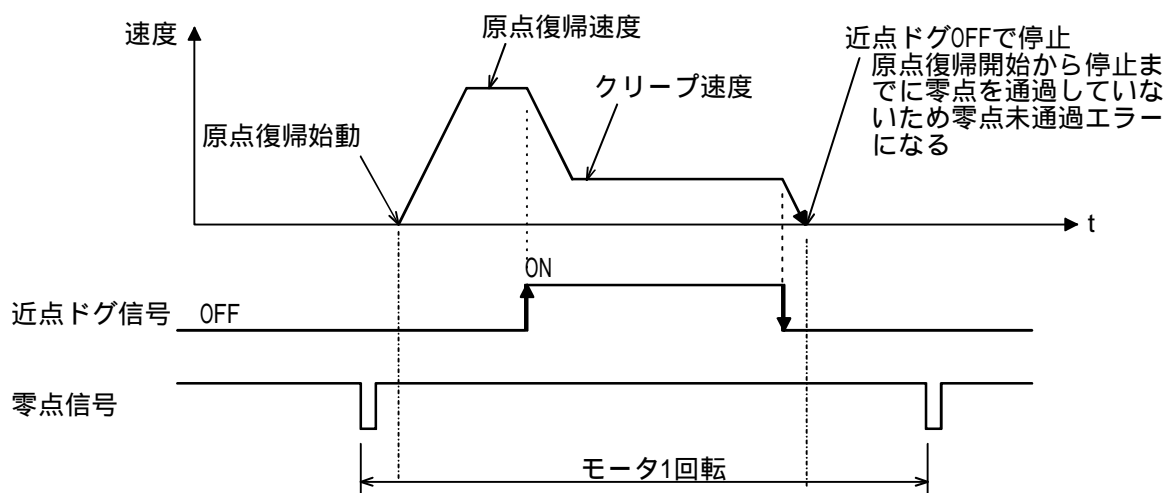 速度
原点復帰速度
クリープ速度
原点復帰始動
近点ドグOFFで停止
原点復帰開始から停止ま
でに零点を通過していな
いため零点未通過エラー
になる
t
ON
近点ドグ信号 OFF
零点信号
モータ1回転